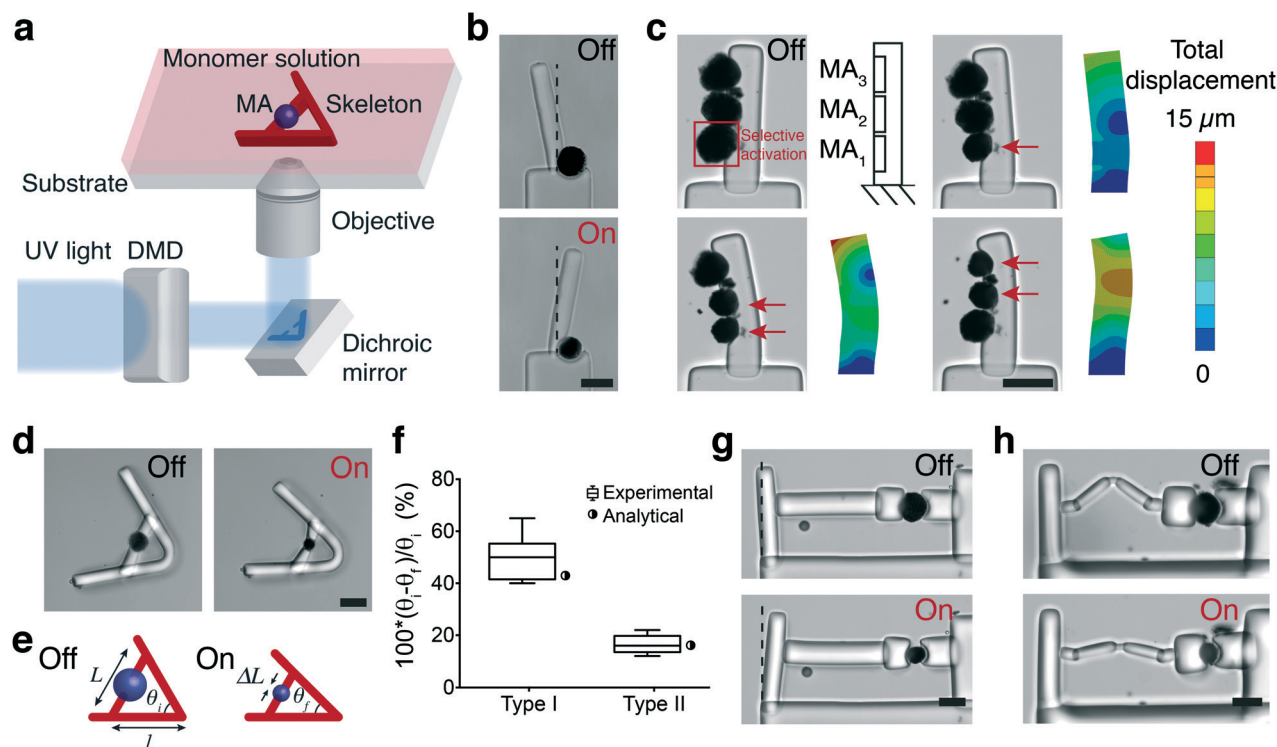 a
Monomer solution
MA
Skeleton
Substrate
Objective
UV light
DMD
Dichroic
mirror
b
Off
On
c
Off
Selective
activation
MA3
MA2
MA1
Total
displacement
15 μm
0
d
Off
On
e
Off
L
θi
l
On
ΔL
θf
f
100*(θi-θf)/θi (%)
80
60
40
20
0
Experimental
Analytical
Type I
Type II
g
Off
On
h
Off
On